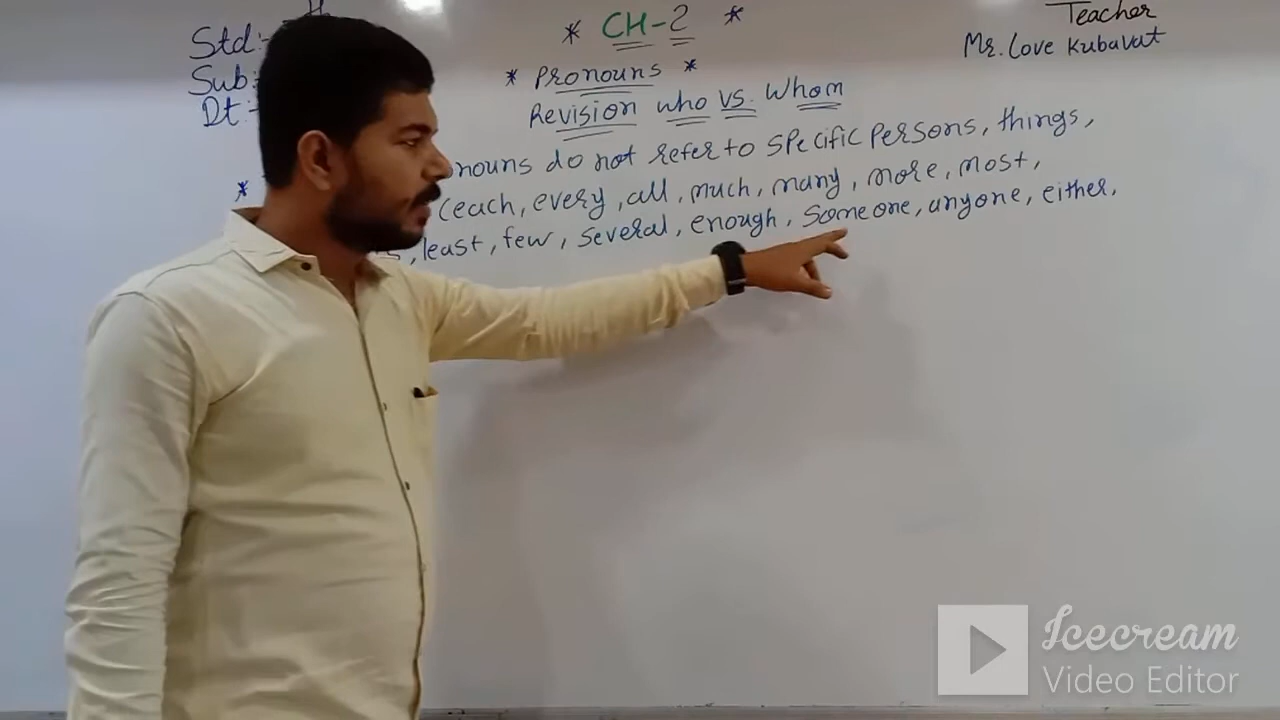 * CH-2 *
Teacher
Mr. Love Kubavat
Std:-
Sub:-
Dt:-
* Pronouns *
Revision who vs. Whom
* nouns do not refer to specific persons, things,
(each, every, all, much, many, more, most,
least, few, several, enough, someone, anyone, either.
Icecream
Video Editor